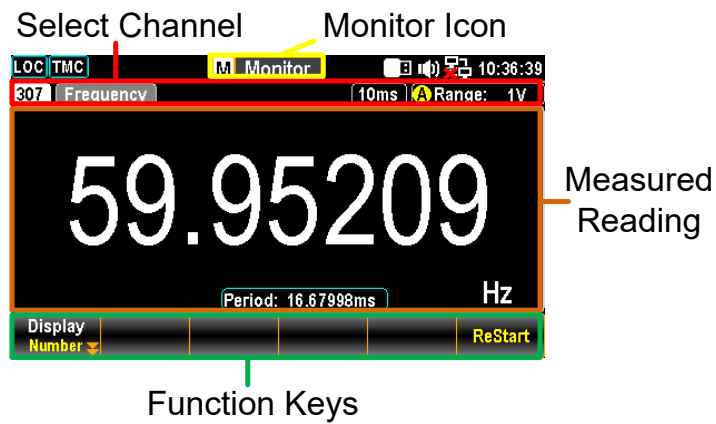 Select Channel Monitor Icon
LOC TMC M Monitor 10:36:39
307 Frequency 10ms A Range: 1V
59.95209
Measured
Reading
Period: 16.67998ms Hz
Display
Number
ReStart
Function Keys